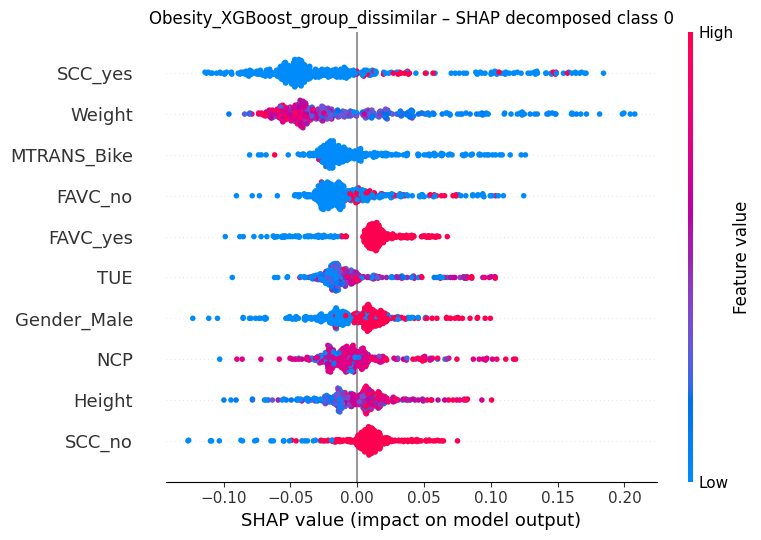 Obesity_XGBoost_group_dissimilar – SHAP decomposed class 0
High
SCC_yes
Weight
MTRANS_Bike
FAVC_no
FAVC_yes
TUE
Gender_Male
NCP
Height
SCC_no
Feature value
Low
−0.10 −0.05 0.00 0.05 0.10 0.15 0.20
SHAP value (impact on model output)